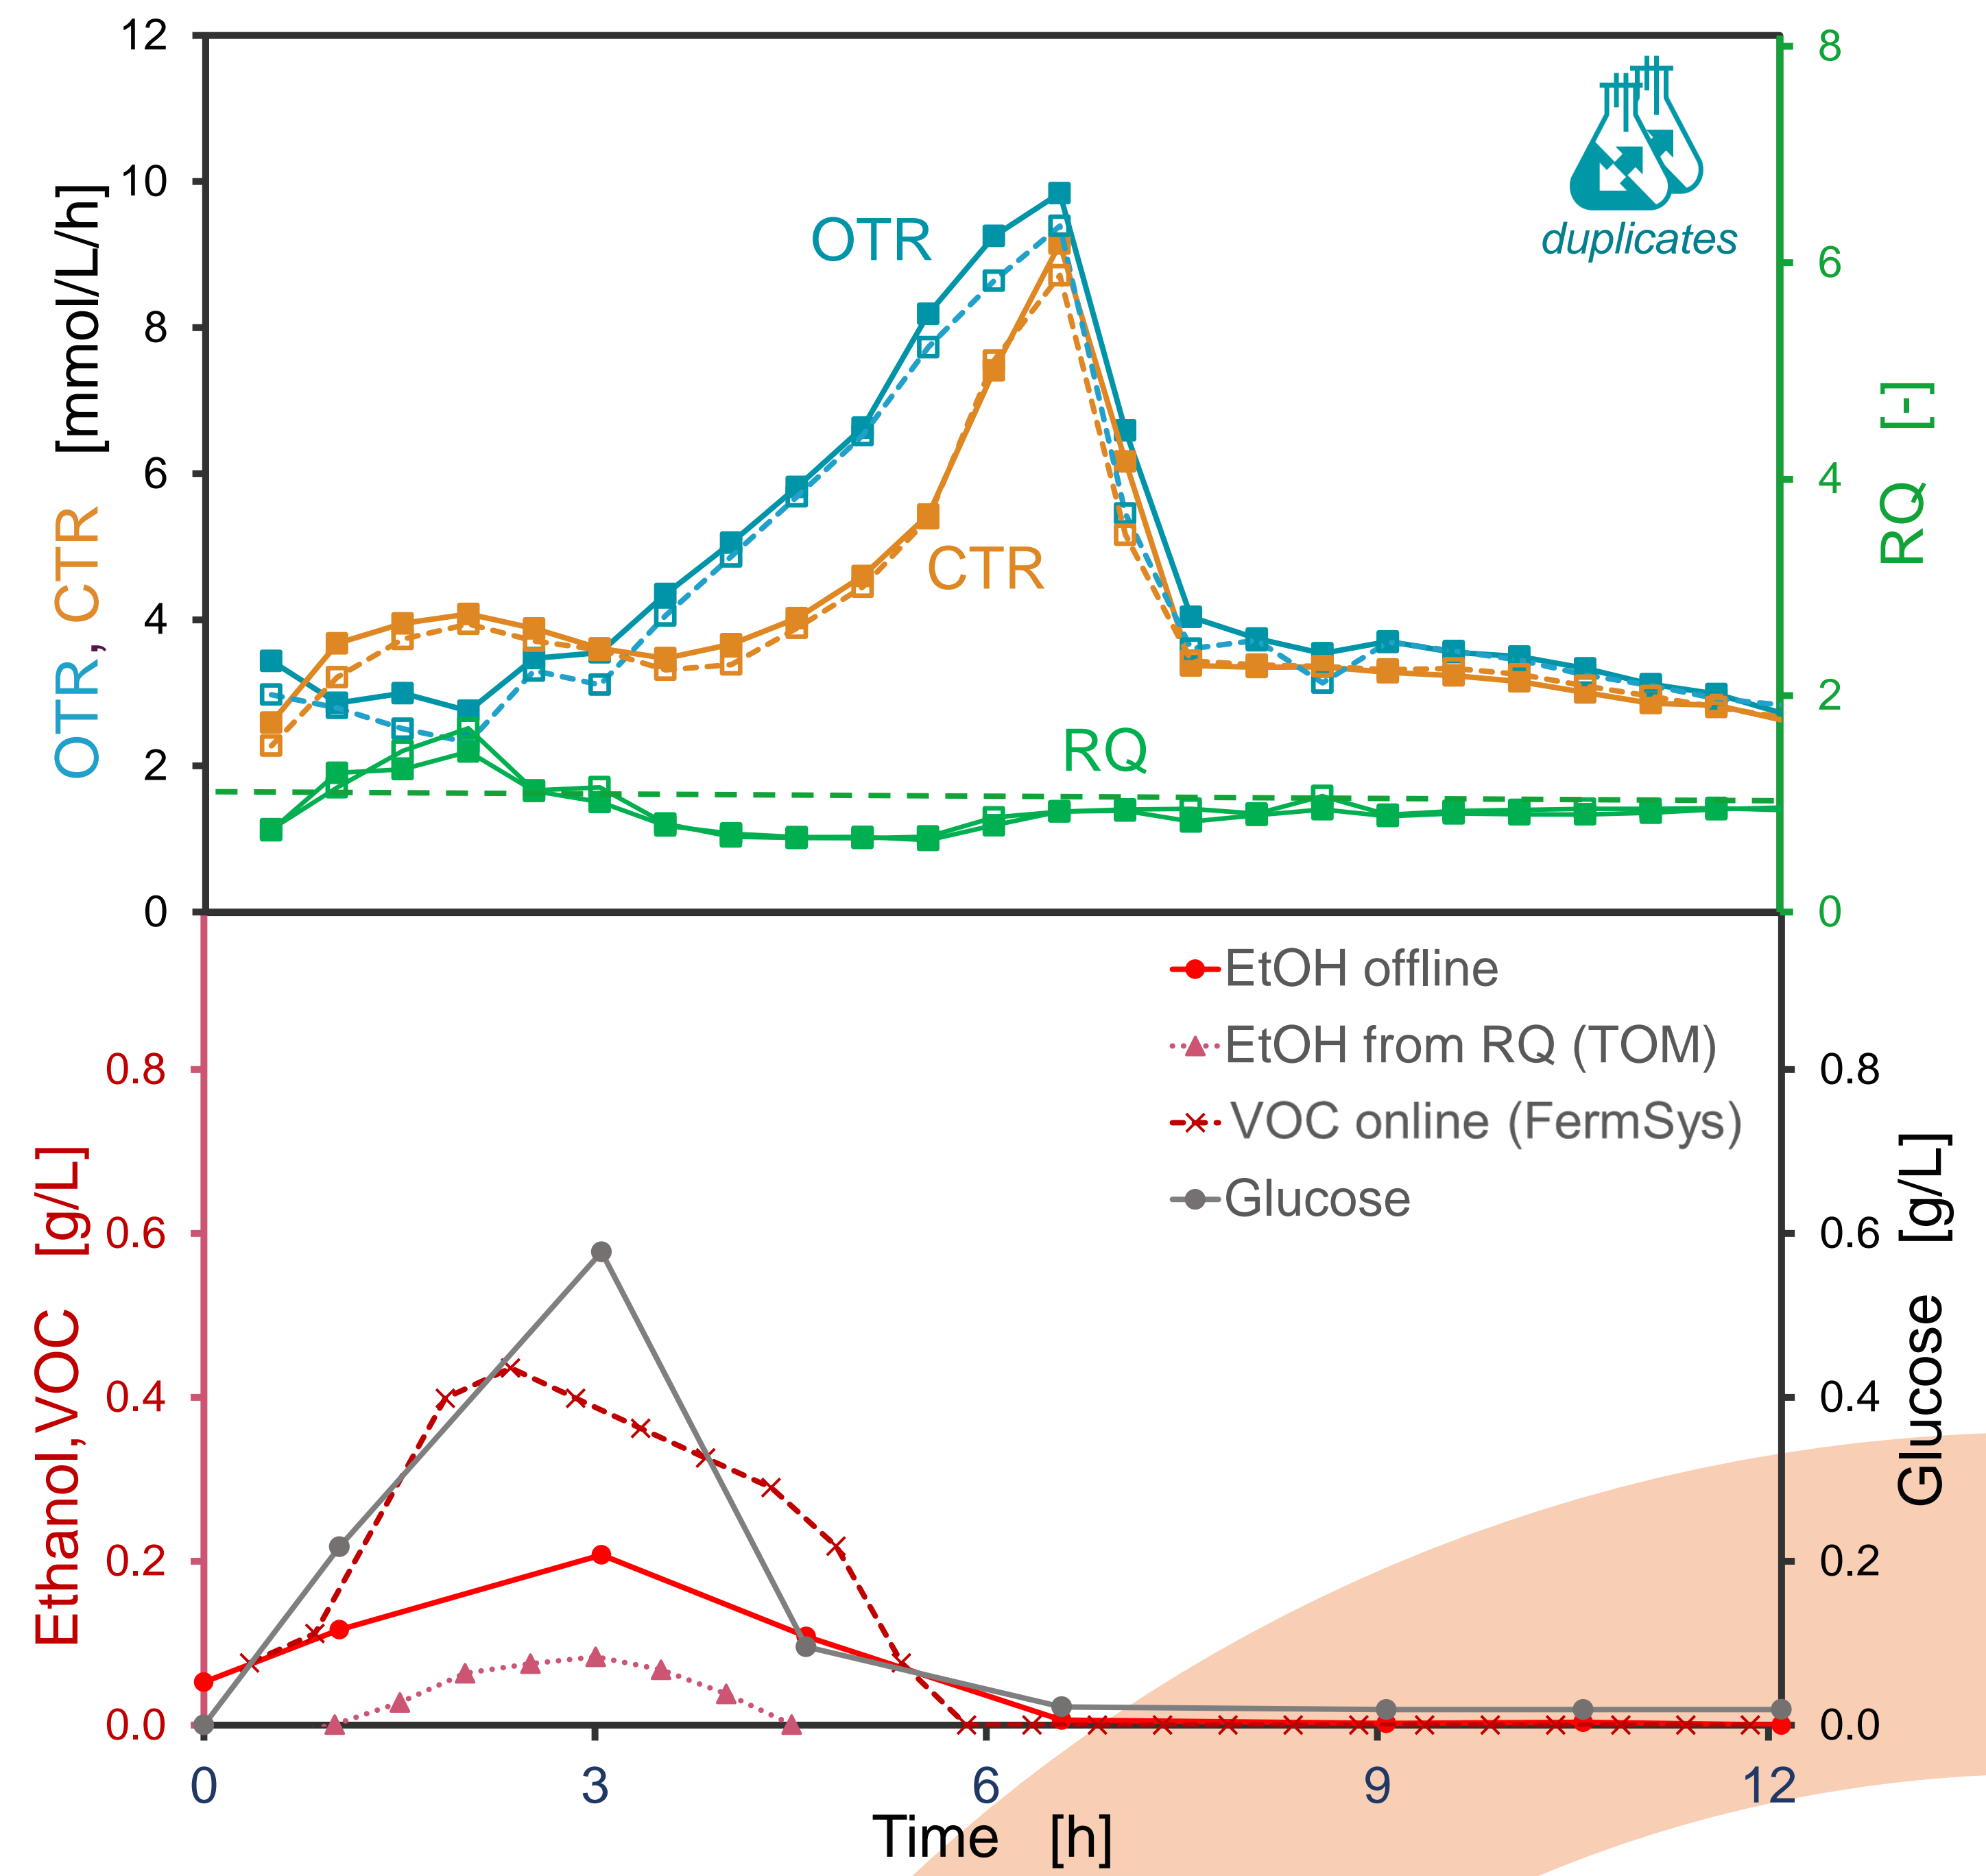 12
10
8
6
4
2
0
OTR, CTR [mmol/L/h]
OTR
CTR
RQ
duplicates
8
6
4
2
0
RQ [-]
EtOH offline
EtOH from RQ (TOM)
VOC online (FermSys)
Glucose
0.8
0.6
0.4
0.2
0.0
Ethanol, VOC [g/L]
0.8
0.6
0.4
0.2
0.0
Glucose [g/L]
0 3 6 9 12
Time [h]